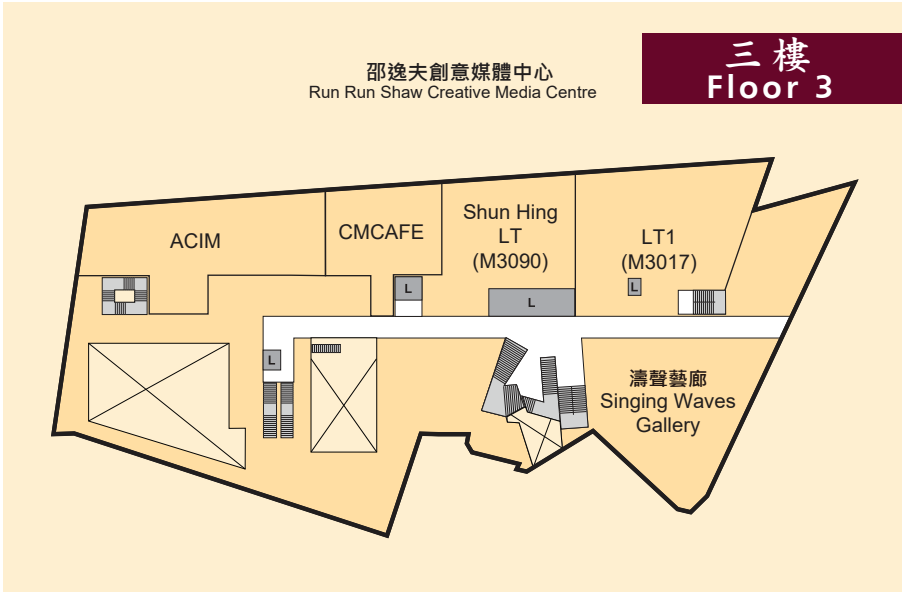 三樓
Floor 3
邵逸夫創意媒體中心
Run Run Shaw Creative Media Centre
ACIM
CMCAFE
Shun Hing
LT
(M3090)
LT1
(M3017)
L
L
L
L
濤聲藝廊
Singing Waves
Gallery